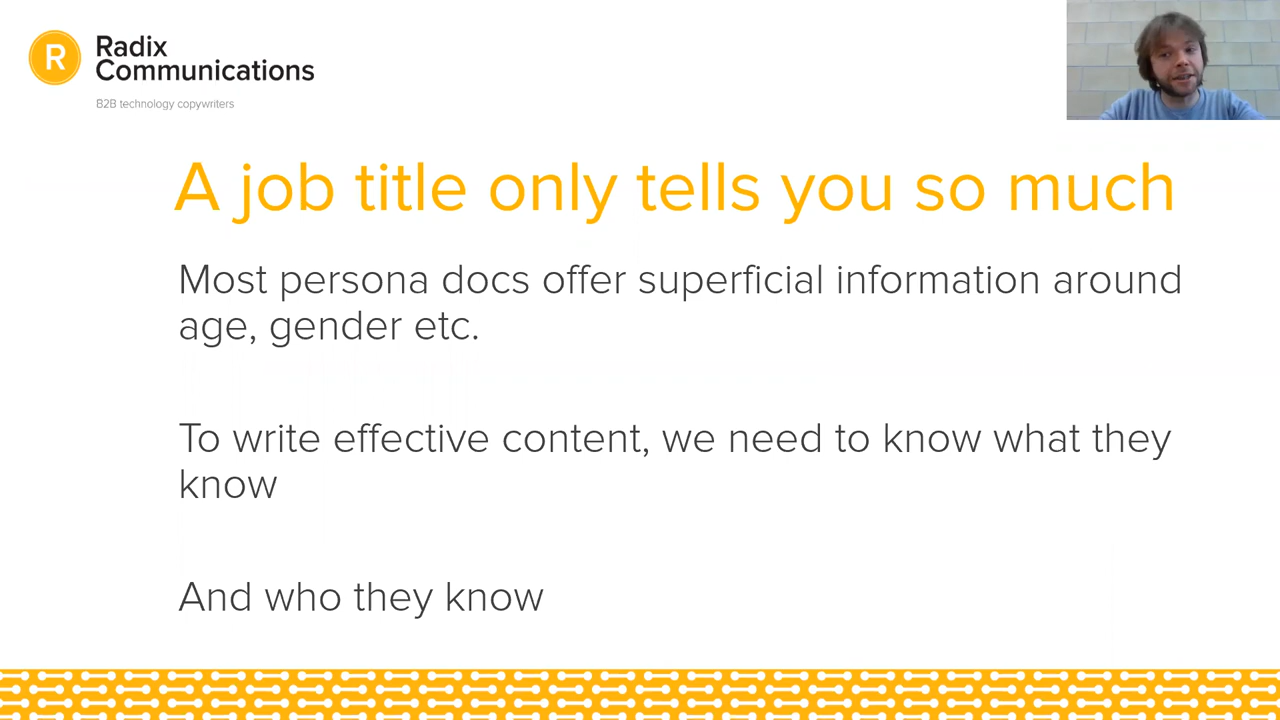 R
Radix
Communications
B2B technology copywriters
A job title only tells you so much
Most persona docs offer superficial information around
age, gender etc.
To write effective content, we need to know what they
know
And who they know